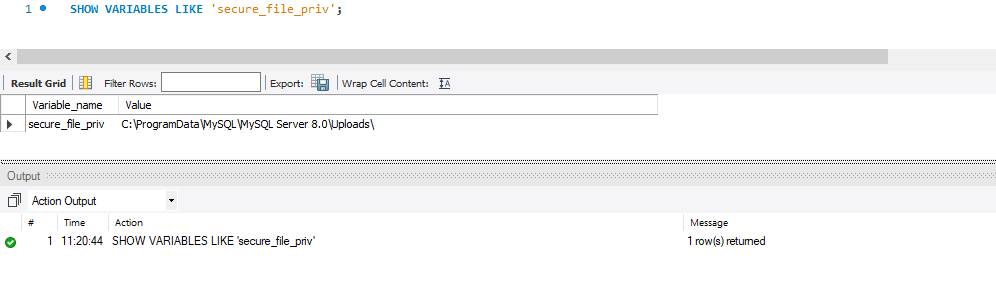 1 SHOW VARIABLES LIKE 'secure_file_priv';
Result Grid Filter Rows: Export: Wrap Cell Content:
Variable_name Value
secure_file_priv C:\ProgramData\MySQL\MySQL Server 8.0\Uploads\
Output
Action Output
# Time Action Message
1 11:20:44 SHOW VARIABLES LIKE 'secure_file_priv' 1 row(s) returned